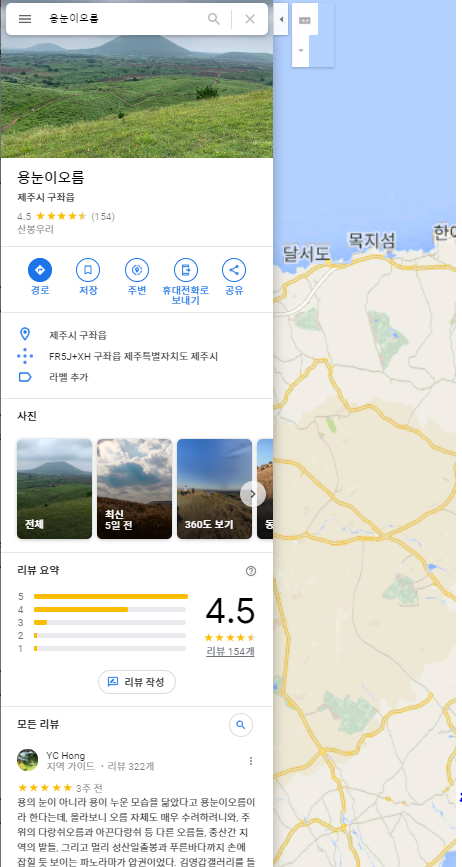 용눈이오름
용눈이오름
제주시 구좌읍
4.5 (154)
산봉우리
경로
저장
주변
휴대전화로
보내기
공유
제주시 구좌읍
FR5J+XH 구좌읍 제주특별자치도 제주시
라벨 추가
사진
전체
최신
5일 전
360도 보기
리뷰 요약
5
4
3
2
1
4.5
리뷰 154개
리뷰 작성
모든 리뷰
YC Hong
지역 가이드 · 리뷰 322개
3주 전
용의 눈이 아니라 용이 누운 모습을 닮았다고 용눈이오름이
라 한다는데, 올라보니 오름 자체도 매우 수려하려니와, 주
위의 다랑쉬오름과 아끈다랑쉬 등 다른 오름들, 중산간 지
역의 밭들, 그리고 멀리 성산일출봉과 푸른바다까지 손에
잡힐 듯 보이는 파노라마가 압권이었다. 김영갑갤러리를 들
달서도
목지섬